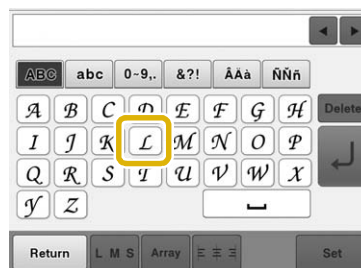 ABC abc 0~9,. &?! ÂÄà ÑÑñ
A B C D E F G H Delete
I J K L M N O P
Q R S T U V W X
Y Z
Return L M S Array Set